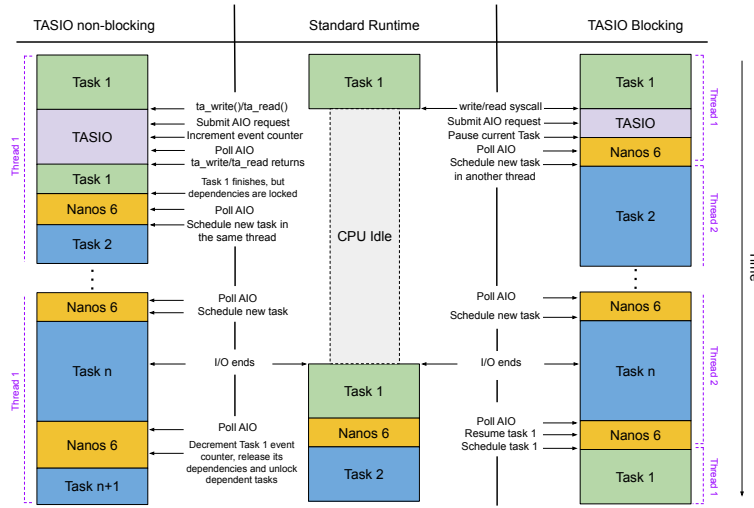 TASIO non-blocking
Standard Runtime
TASIO Blocking
Thread 1
Task 1
TASIO
Task 1
Nanos 6
Task 2
ta_write()/ta_read()
Submit AIO request
Increment event counter
Poll AIO
ta_write/ta_read returns
Task 1 finishes, but
dependencies are locked
Poll AIO
Schedule new task in
the same thread
Thread 1
Nanos 6
Task n
Nanos 6
Task n+1
Poll AIO
Schedule new task
I/O ends
Poll AIO
Decrement Task 1 event
counter, release its
dependencies and unlock
dependent tasks
Task 1
CPU Idle
Task 1
Nanos 6
Task 2
write/read syscall
Submit AIO request
Pause current Task
Poll AIO
Schedule new task
in another thread
Poll AIO
Schedule new task
I/O ends
Poll AIO
Resume task 1
Schedule task 1
Task 1
TASIO
Nanos 6
Task 2
Nanos 6
Task n
Nanos 6
Task 1
Thread 1
Thread 2
Thread 2
Thread 1
Time